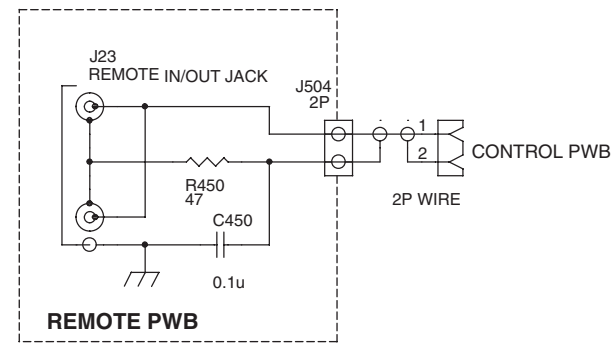 J23
REMOTE IN/OUT JACK
J504
2P
1
2
CONTROL PWB
R450
47
2P WIRE
C450
0.1u
REMOTE PWB